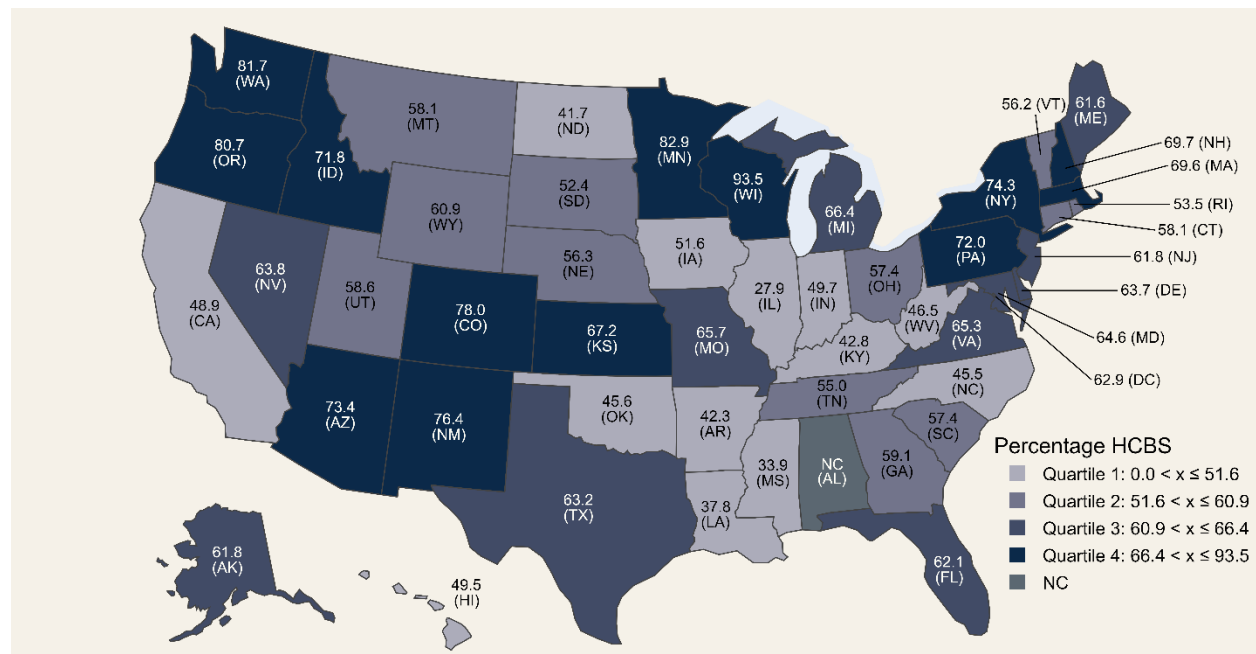 81.7
(WA)
80.7
(OR)
71.8
(ID)
58.1
(MT)
41.7
(ND)
82.9
(MN)
93.5
(WI)
66.4
(MI)
56.2 (VT)
61.6
(ME)
69.7 (NH)
69.6 (MA)
74.3
(NY)
53.5 (RI)
58.1 (CT)
52.4
(SD)
60.9
(WY)
56.3
(NE)
51.6
(IA)
72.0
(PA)
61.8 (NJ)
63.7 (DE)
64.6 (MD)
62.9 (DC)
48.9
(CA)
63.8
(NV)
58.6
(UT)
78.0
(CO)
67.2
(KS)
65.7
(MO)
27.9
(IL)
49.7
(IN)
57.4
(OH)
46.5
(WV)
65.3
(VA)
42.8
(KY)
55.0
(TN)
45.5
(NC)
73.4
(AZ)
76.4
(NM)
45.6
(OK)
42.3
(AR)
33.9
(MS)
NC
(AL)
59.1
(GA)
57.4
(SC)
63.2
(TX)
37.8
(LA)
62.1
(FL)
61.8
(AK)
49.5
(HI)
Percentage HCBS
Quartile 1: 0.0 < x ≤ 51.6
Quartile 2: 51.6 < x ≤ 60.9
Quartile 3: 60.9 < x ≤ 66.4
Quartile 4: 66.4 < x ≤ 93.5
NC